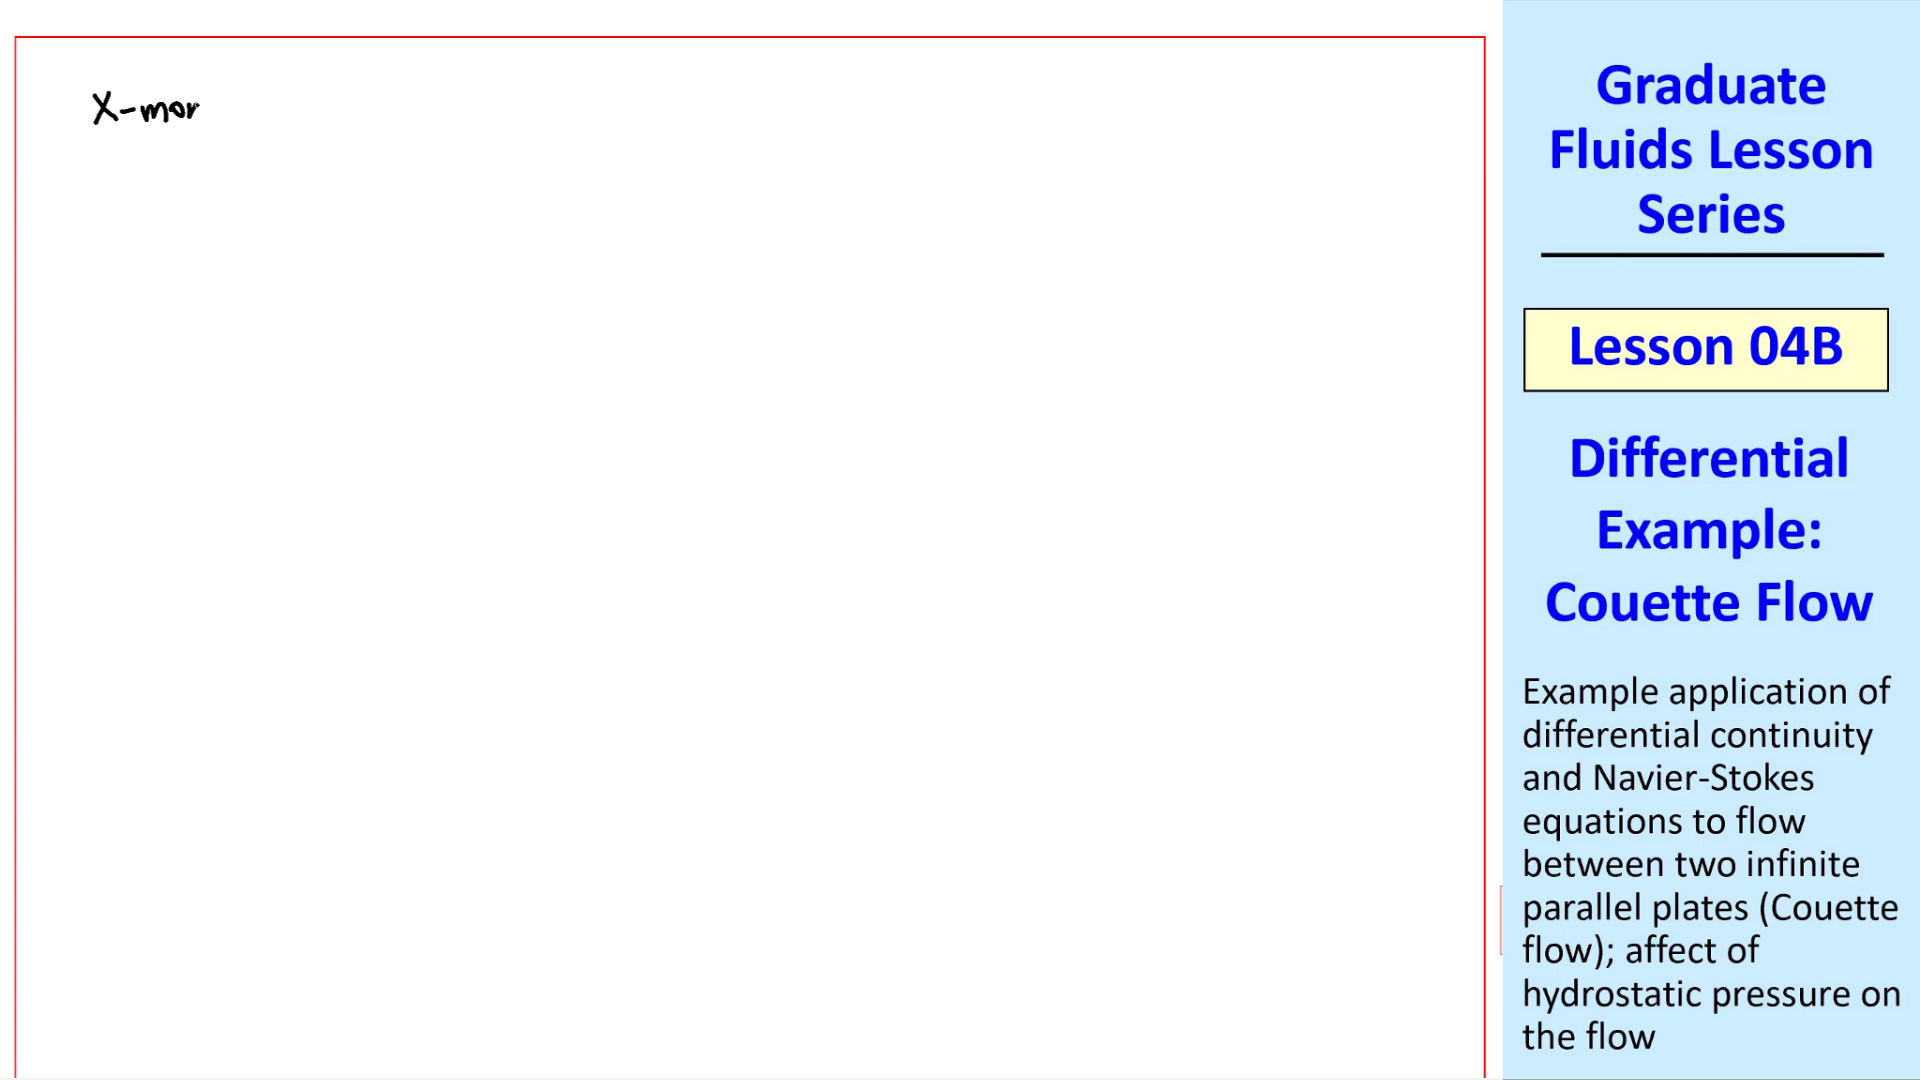 X-mor
Graduate
Fluids Lesson
Series
Lesson 04B
Differential
Example:
Couette Flow
Example application of
differential continuity
and Navier-Stokes
equations to flow
between two infinite
parallel plates (Couette
flow); affect of
hydrostatic pressure on
the flow